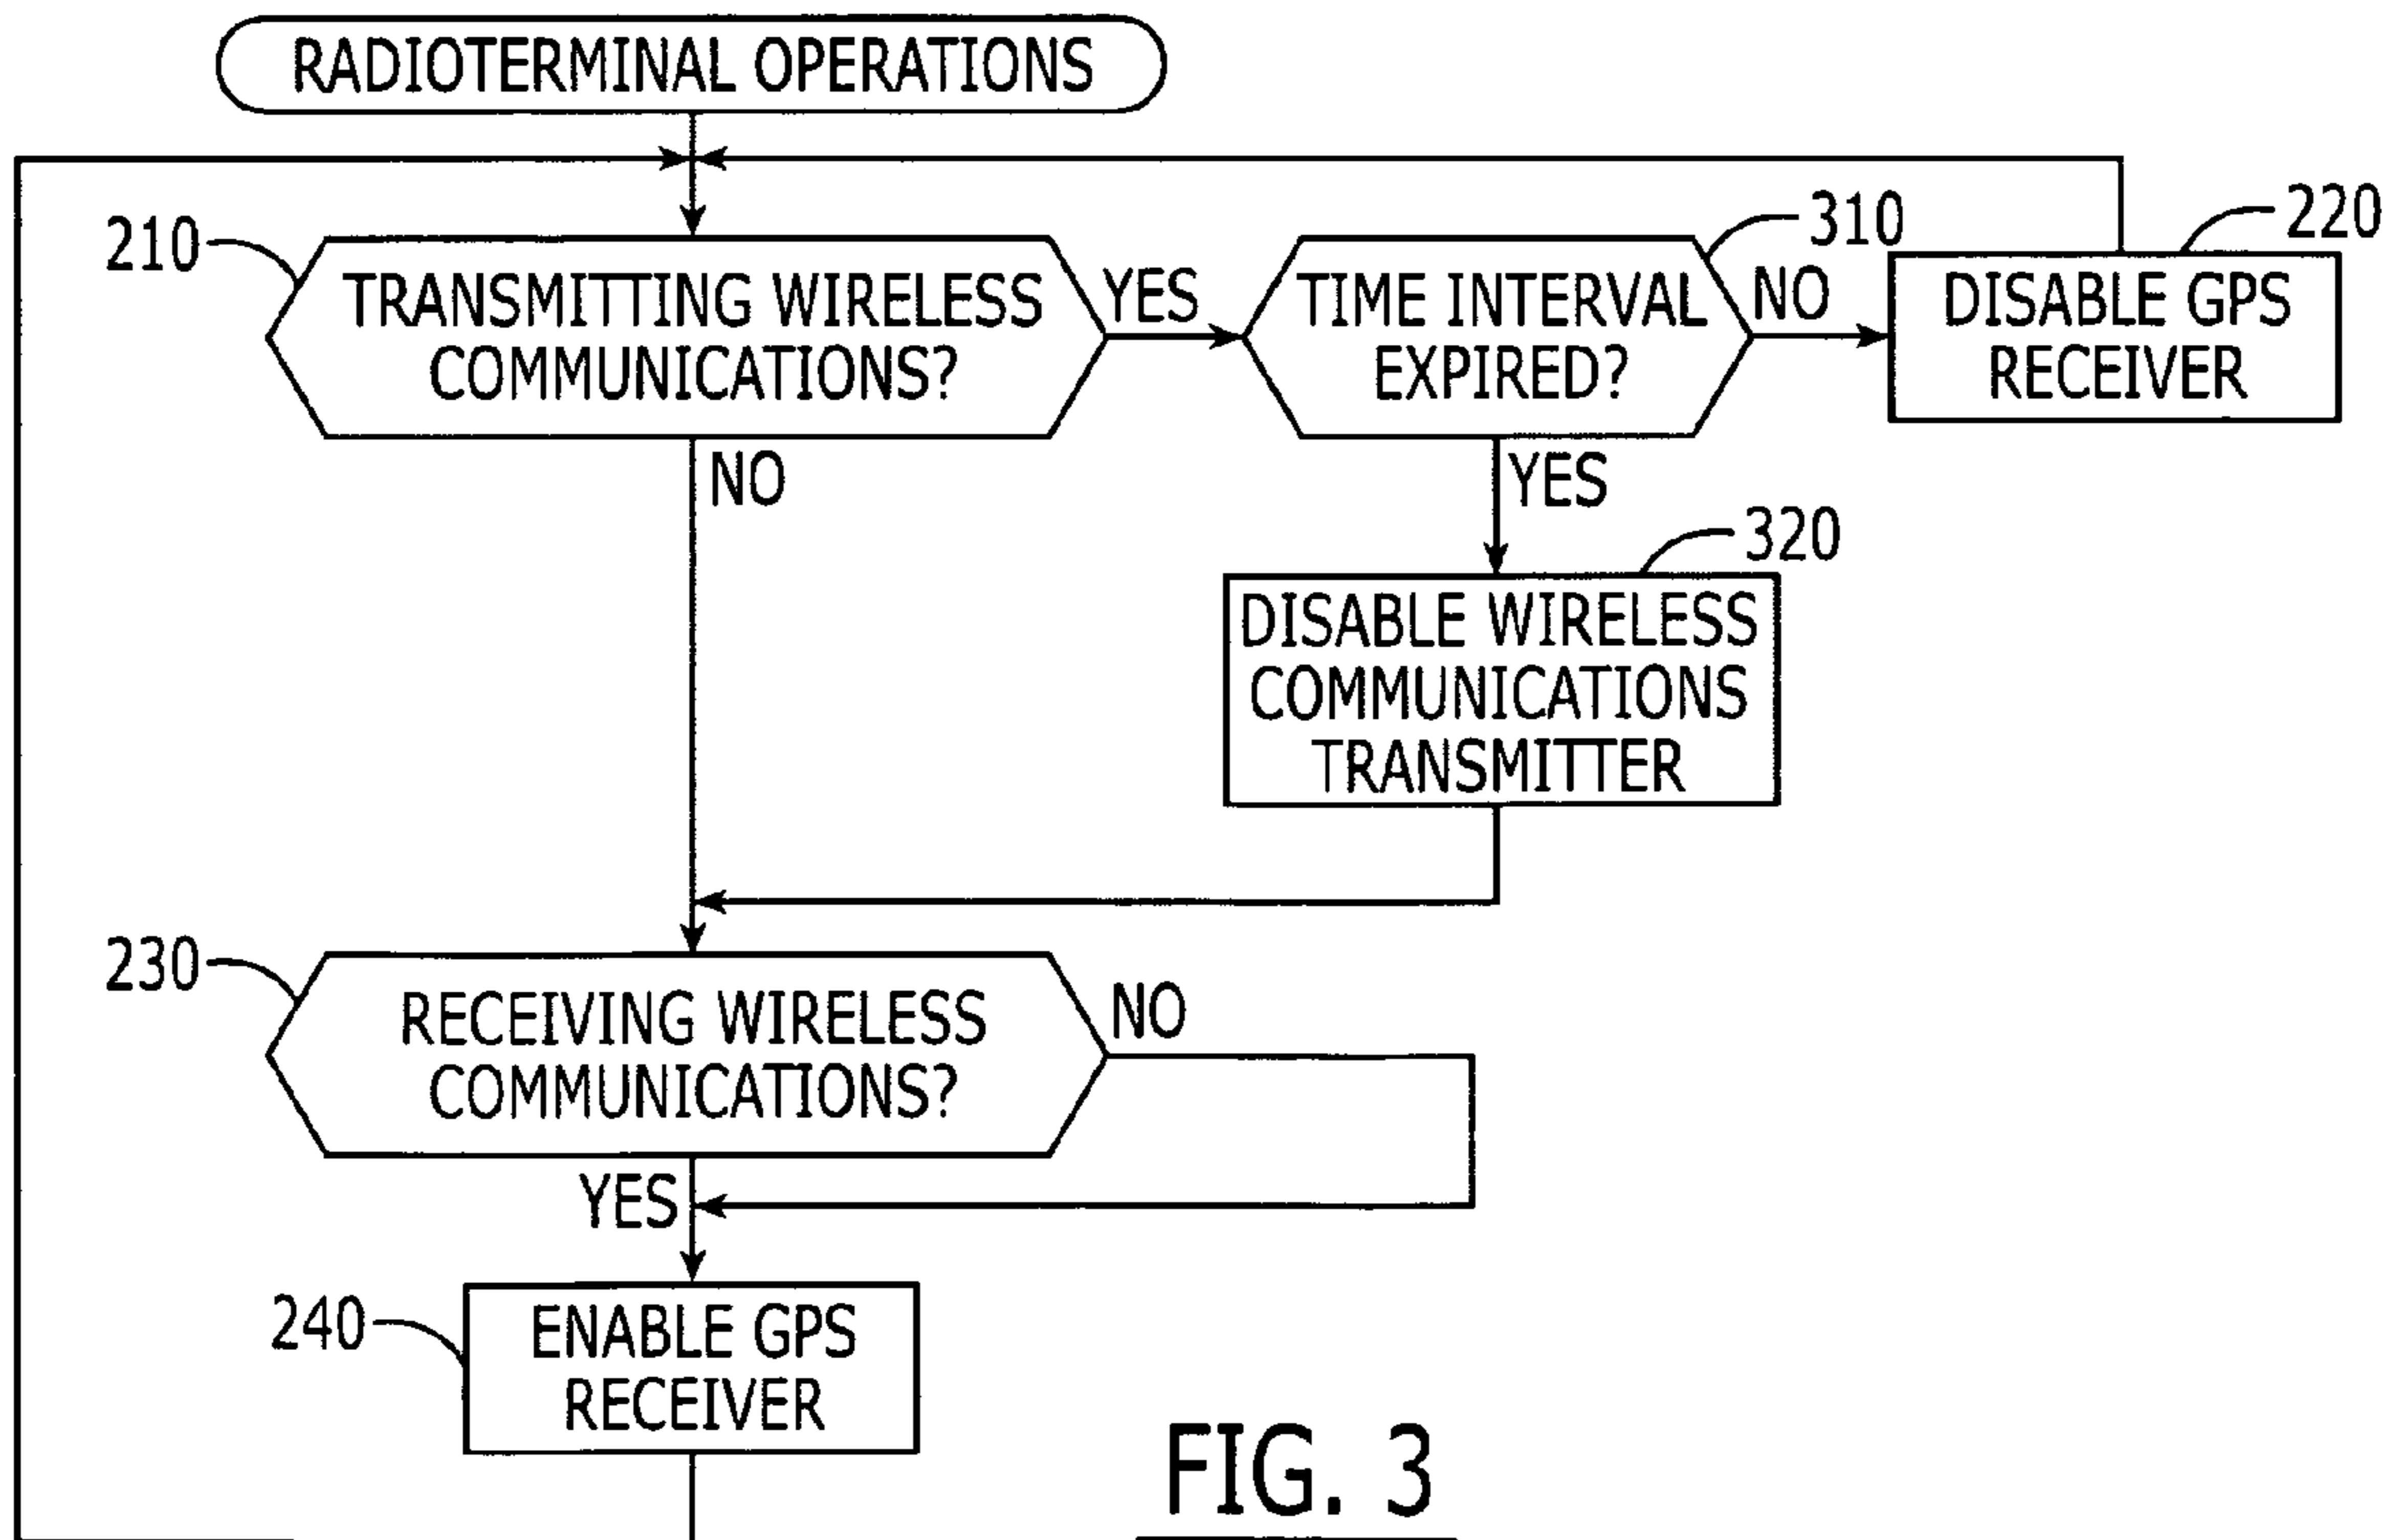 RADIOTERMINAL OPERATIONS
210
TRANSMITTING WIRELESS
COMMUNICATIONS?
YES
NO
310
TIME INTERVAL
EXPIRED?
NO
YES
220
DISABLE GPS
RECEIVER
320
DISABLE WIRELESS
COMMUNICATIONS
TRANSMITTER
230
RECEIVING WIRELESS
COMMUNICATIONS?
NO
YES
240
ENABLE GPS
RECEIVER
FIG. 3